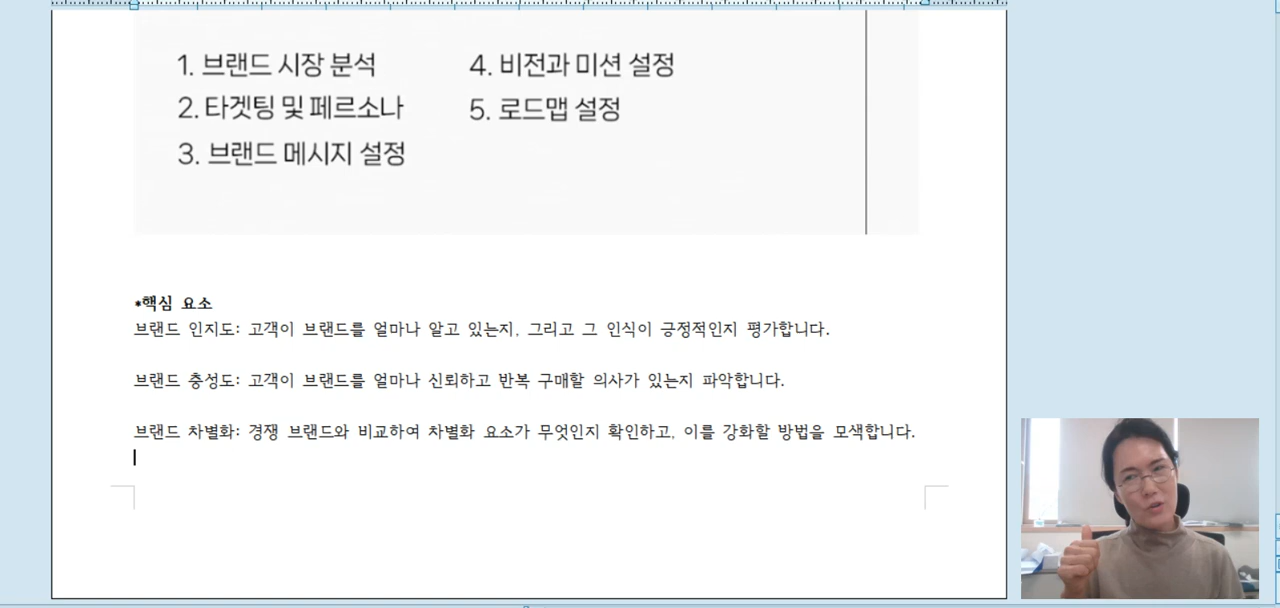 1. 브랜드 시장 분석
2. 타겟팅 및 페르소나
3. 브랜드 메시지 설정
4. 비전과 미션 설정
5. 로드맵 설정
*핵심 요소
브랜드 인지도: 고객이 브랜드를 얼마나 알고 있는지, 그리고 그 인식이 긍정적인지 평가합니다.
브랜드 충성도: 고객이 브랜드를 얼마나 신뢰하고 반복 구매할 의사가 있는지 파악합니다.
브랜드 차별화: 경쟁 브랜드와 비교하여 차별화 요소가 무엇인지 확인하고, 이를 강화할 방법을 모색합니다.